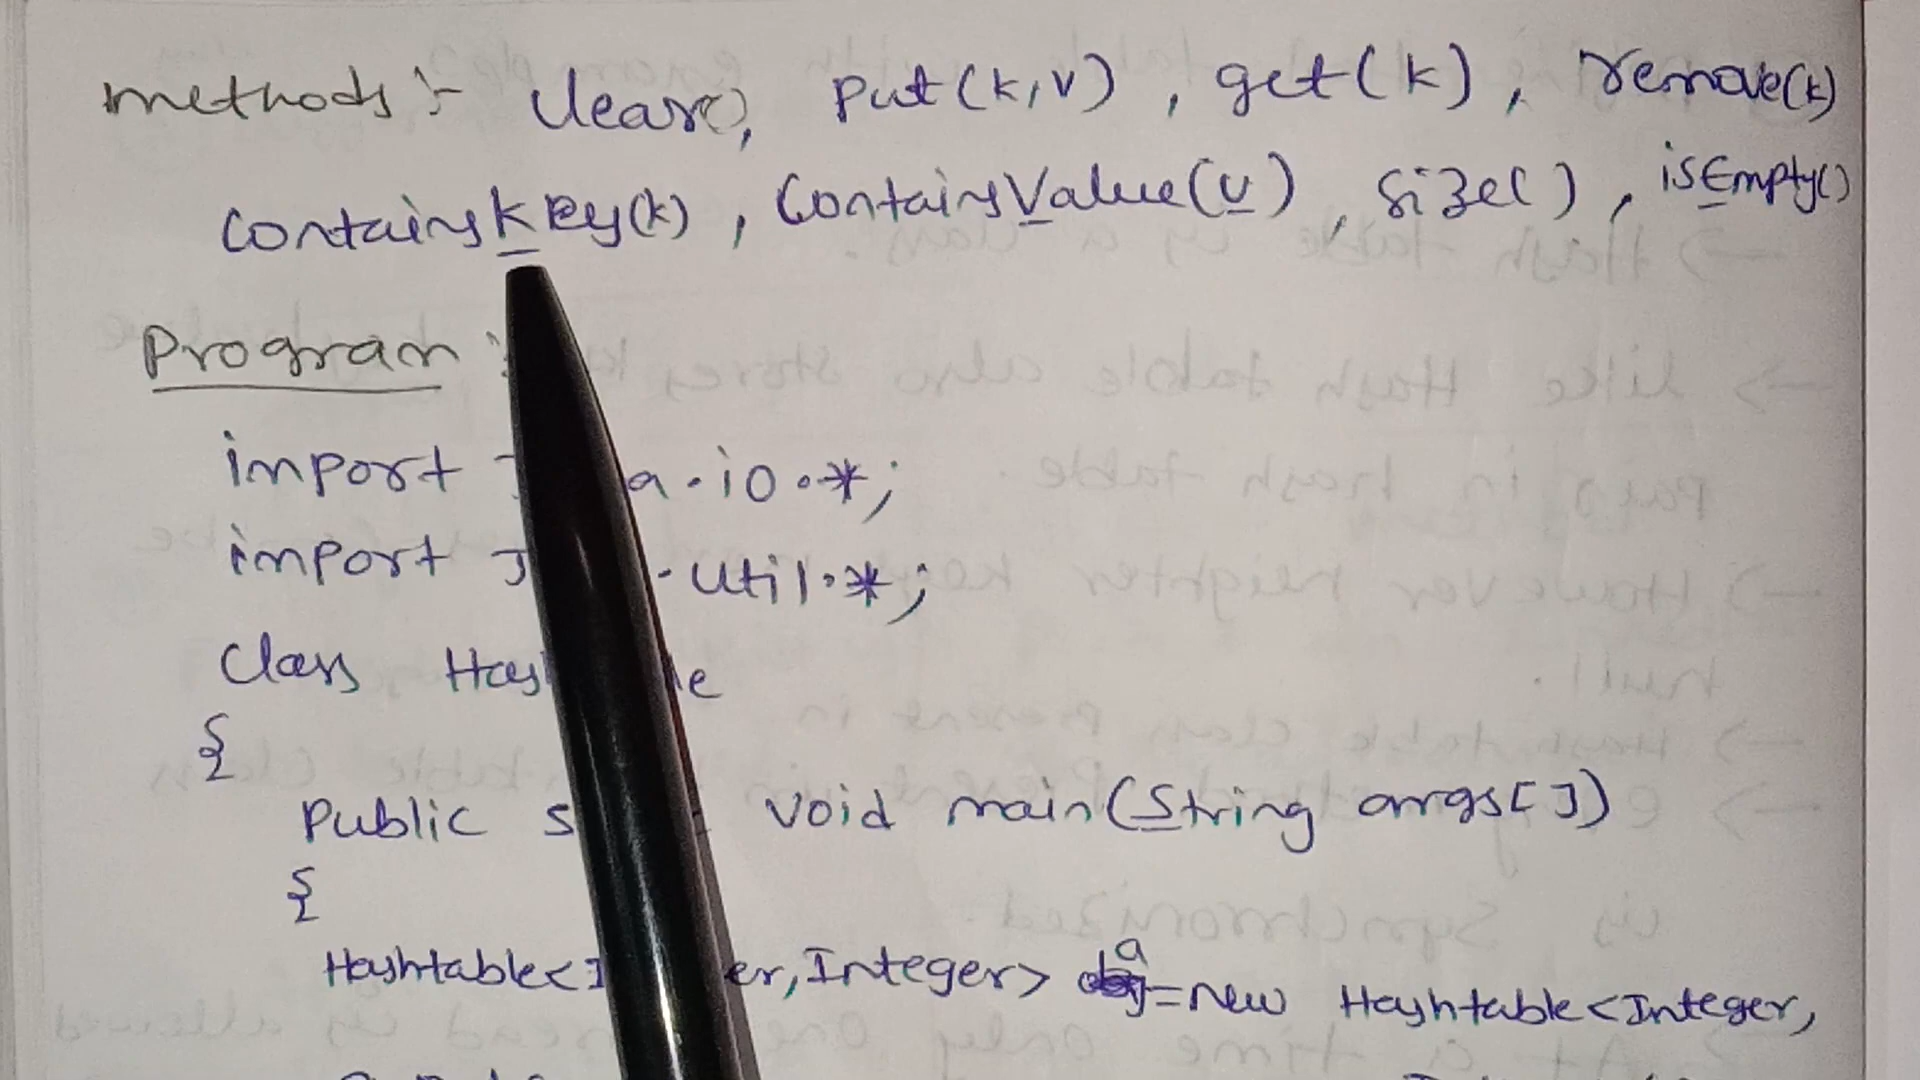 methods :- clear(), put(k,v), get(k), remove(k)
containsKey(k), containsValue(v), size(), isEmpty()
Program :
import a.io.*;
import J .util.*;
class Has le
{
public s void main(String args[])
{
Hashtable<I er,Integer> a=new Hashtable<Integer,